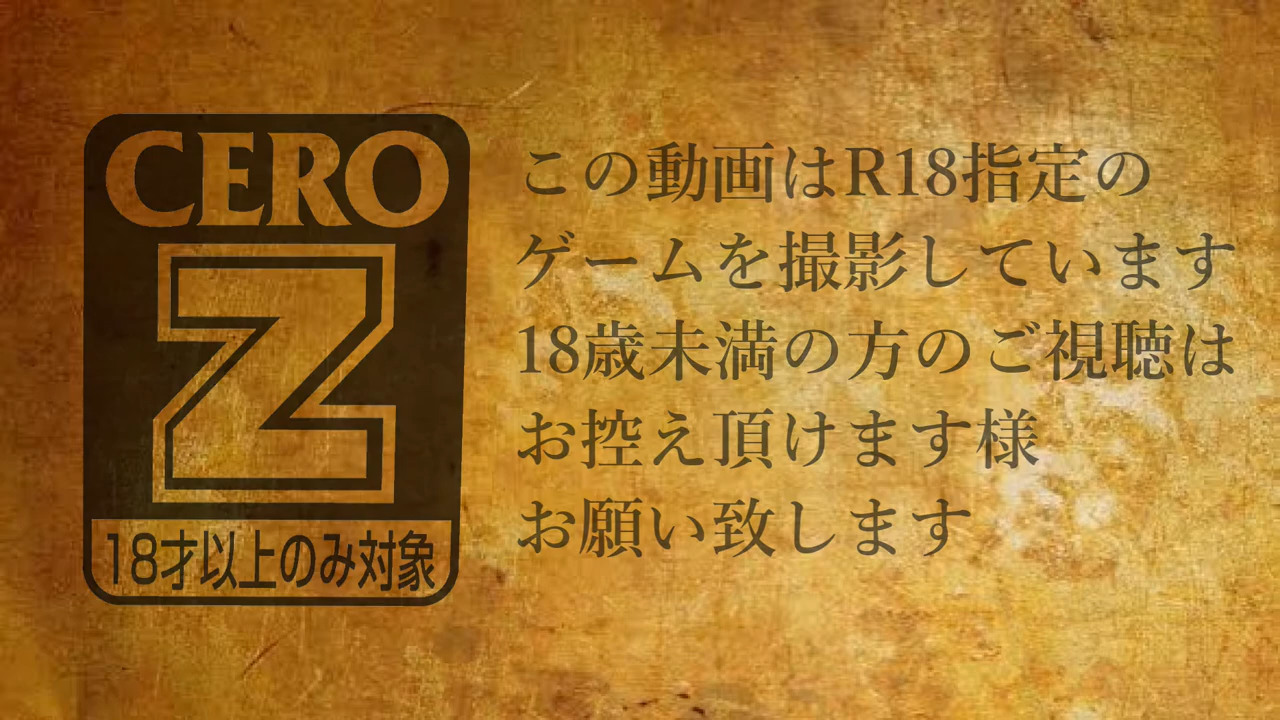 CERO
Z
18才以上のみ対象
この動画はR18指定の
ゲームを撮影しています
18歳未満の方のご視聴は
お控え頂けます様
お願い致します